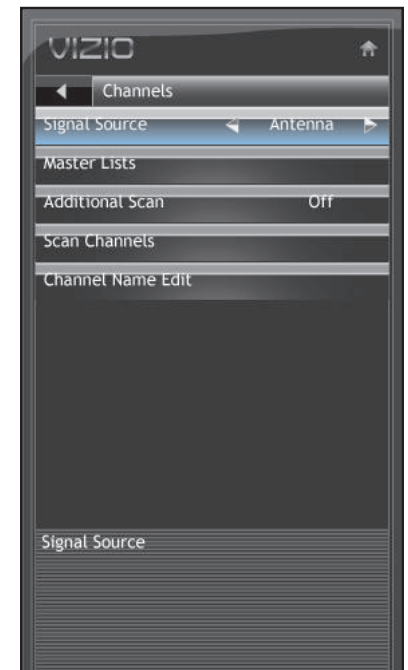 VIZIO
Channels
Signal Source Antenna
Master Lists
Additional Scan Off
Scan Channels
Channel Name Edit
Signal Source